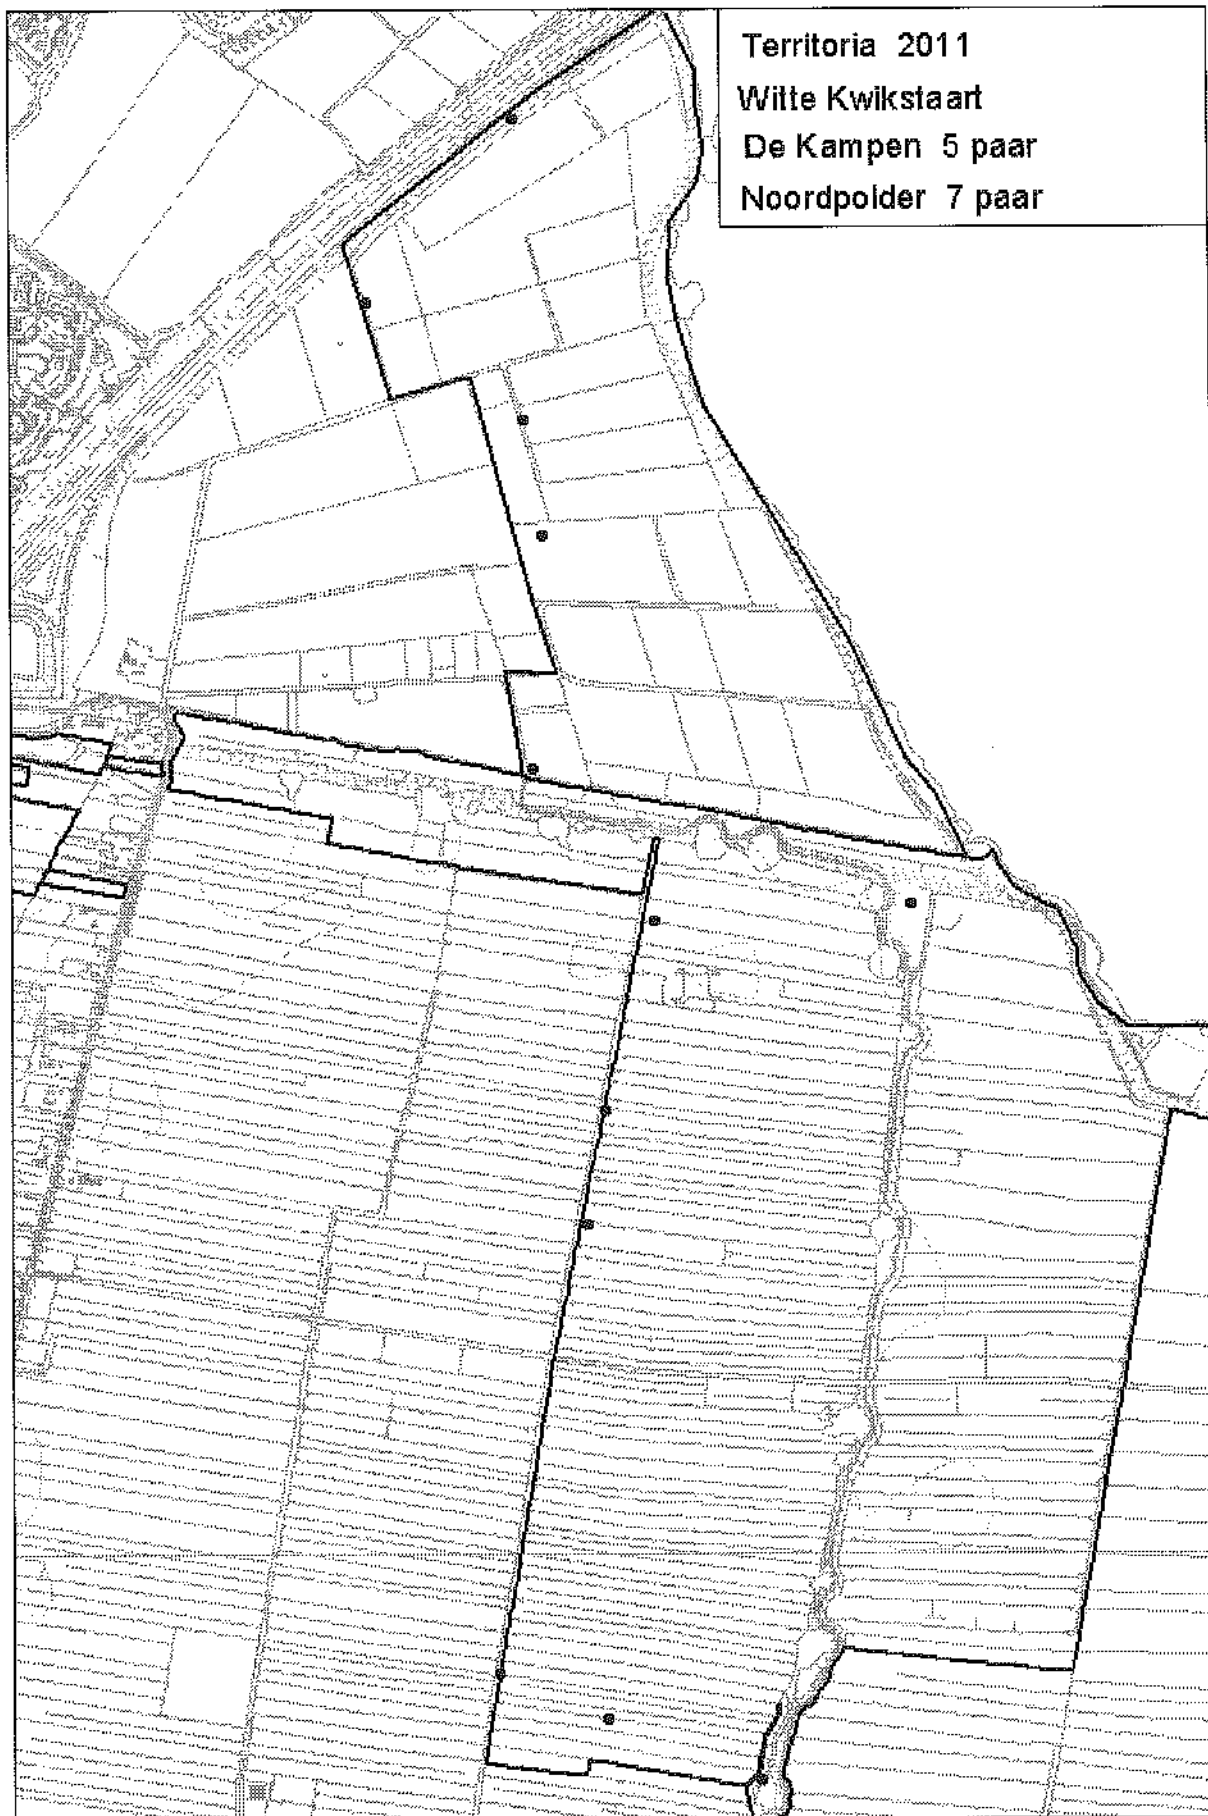 Territoria 2011
Witte Kwikstaart
De Kampen 5 paar
Noordpolder 7 paar